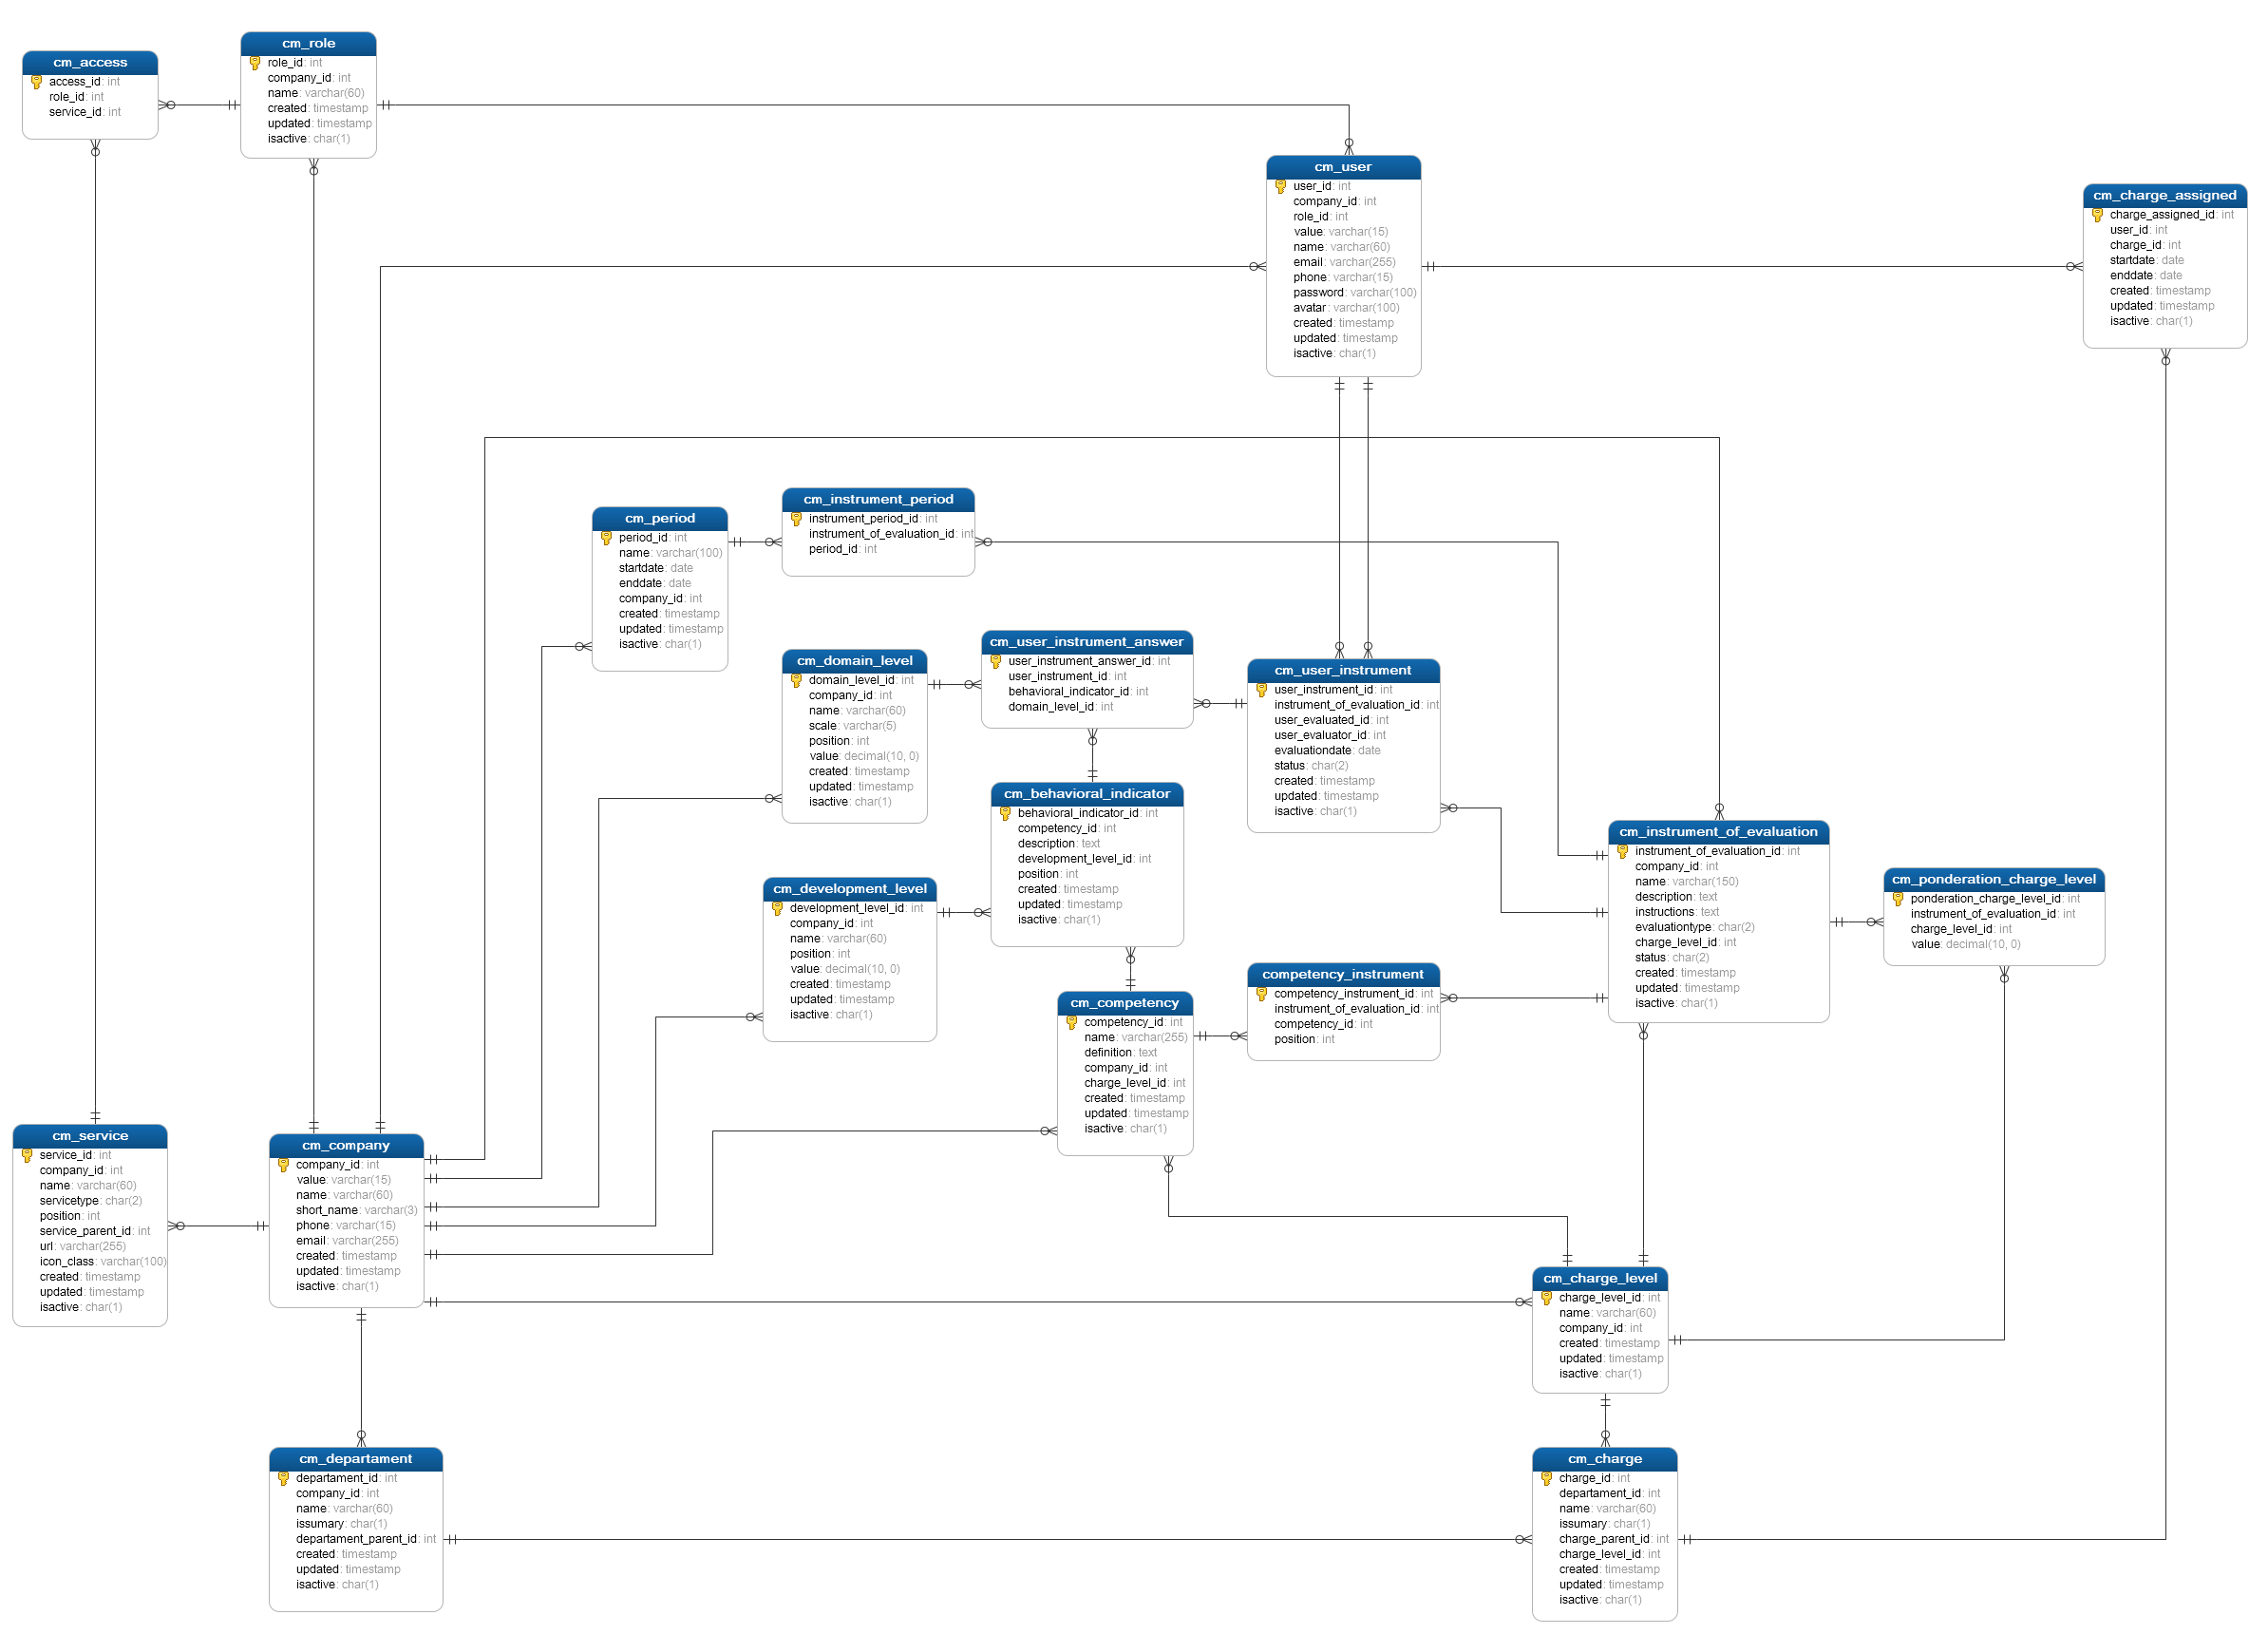 cm_access
access_id: int
role_id: int
service_id: int
cm_role
role_id: int
company_id: int
name: varchar(60)
created: timestamp
updated: timestamp
isactive: char(1)
cm_user
user_id: int
company_id: int
role_id: int
value: varchar(15)
name: varchar(60)
email: varchar(255)
phone: varchar(15)
password: varchar(100)
avatar: varchar(100)
created: timestamp
updated: timestamp
isactive: char(1)
cm_charge_assigned
charge_assigned_id: int
user_id: int
charge_id: int
startdate: date
enddate: date
created: timestamp
updated: timestamp
isactive: char(1)
cm_period
period_id: int
name: varchar(100)
startdate: date
enddate: date
company_id: int
created: timestamp
updated: timestamp
isactive: char(1)
cm_instrument_period
instrument_period_id: int
instrument_of_evaluation_id: int
period_id: int
cm_domain_level
domain_level_id: int
company_id: int
name: varchar(60)
scale: varchar(5)
position: int
value: decimal(10, 0)
created: timestamp
updated: timestamp
isactive: char(1)
cm_user_instrument_answer
user_instrument_answer_id: int
user_instrument_id: int
behavioral_indicator_id: int
domain_level_id: int
cm_user_instrument
user_instrument_id: int
instrument_of_evaluation_id: int
user_evaluated_id: int
user_evaluator_id: int
evaluationdate: date
status: char(2)
created: timestamp
updated: timestamp
isactive: char(1)
cm_behavioral_indicator
behavioral_indicator_id: int
competency_id: int
description: text
development_level_id: int
position: int
created: timestamp
updated: timestamp
isactive: char(1)
cm_instrument_of_evaluation
instrument_of_evaluation_id: int
company_id: int
name: varchar(150)
description: text
instructions: text
evaluationtype: char(2)
charge_level_id: int
status: char(2)
created: timestamp
updated: timestamp
isactive: char(1)
cm_ponderation_charge_level
ponderation_charge_level_id: int
instrument_of_evaluation_id: int
charge_level_id: int
value: decimal(10, 0)
cm_development_level
development_level_id: int
company_id: int
name: varchar(60)
position: int
value: decimal(10, 0)
created: timestamp
updated: timestamp
isactive: char(1)
cm_competency
competency_id: int
name: varchar(255)
definition: text
company_id: int
charge_level_id: int
created: timestamp
updated: timestamp
isactive: char(1)
competency_instrument
competency_instrument_id: int
instrument_of_evaluation_id: int
competency_id: int
position: int
cm_service
service_id: int
company_id: int
name: varchar(60)
servicetype: char(2)
position: int
service_parent_id: int
url: varchar(255)
icon_class: varchar(100)
created: timestamp
updated: timestamp
isactive: char(1)
cm_company
company_id: int
value: varchar(15)
name: varchar(60)
short_name: varchar(3)
phone: varchar(15)
email: varchar(255)
created: timestamp
updated: timestamp
isactive: char(1)
cm_charge_level
charge_level_id: int
name: varchar(60)
company_id: int
created: timestamp
updated: timestamp
isactive: char(1)
cm_departament
departament_id: int
company_id: int
name: varchar(60)
issumary: char(1)
departament_parent_id: int
created: timestamp
updated: timestamp
isactive: char(1)
cm_charge
charge_id: int
departament_id: int
name: varchar(60)
issumary: char(1)
charge_parent_id: int
charge_level_id: int
created: timestamp
updated: timestamp
isactive: char(1)